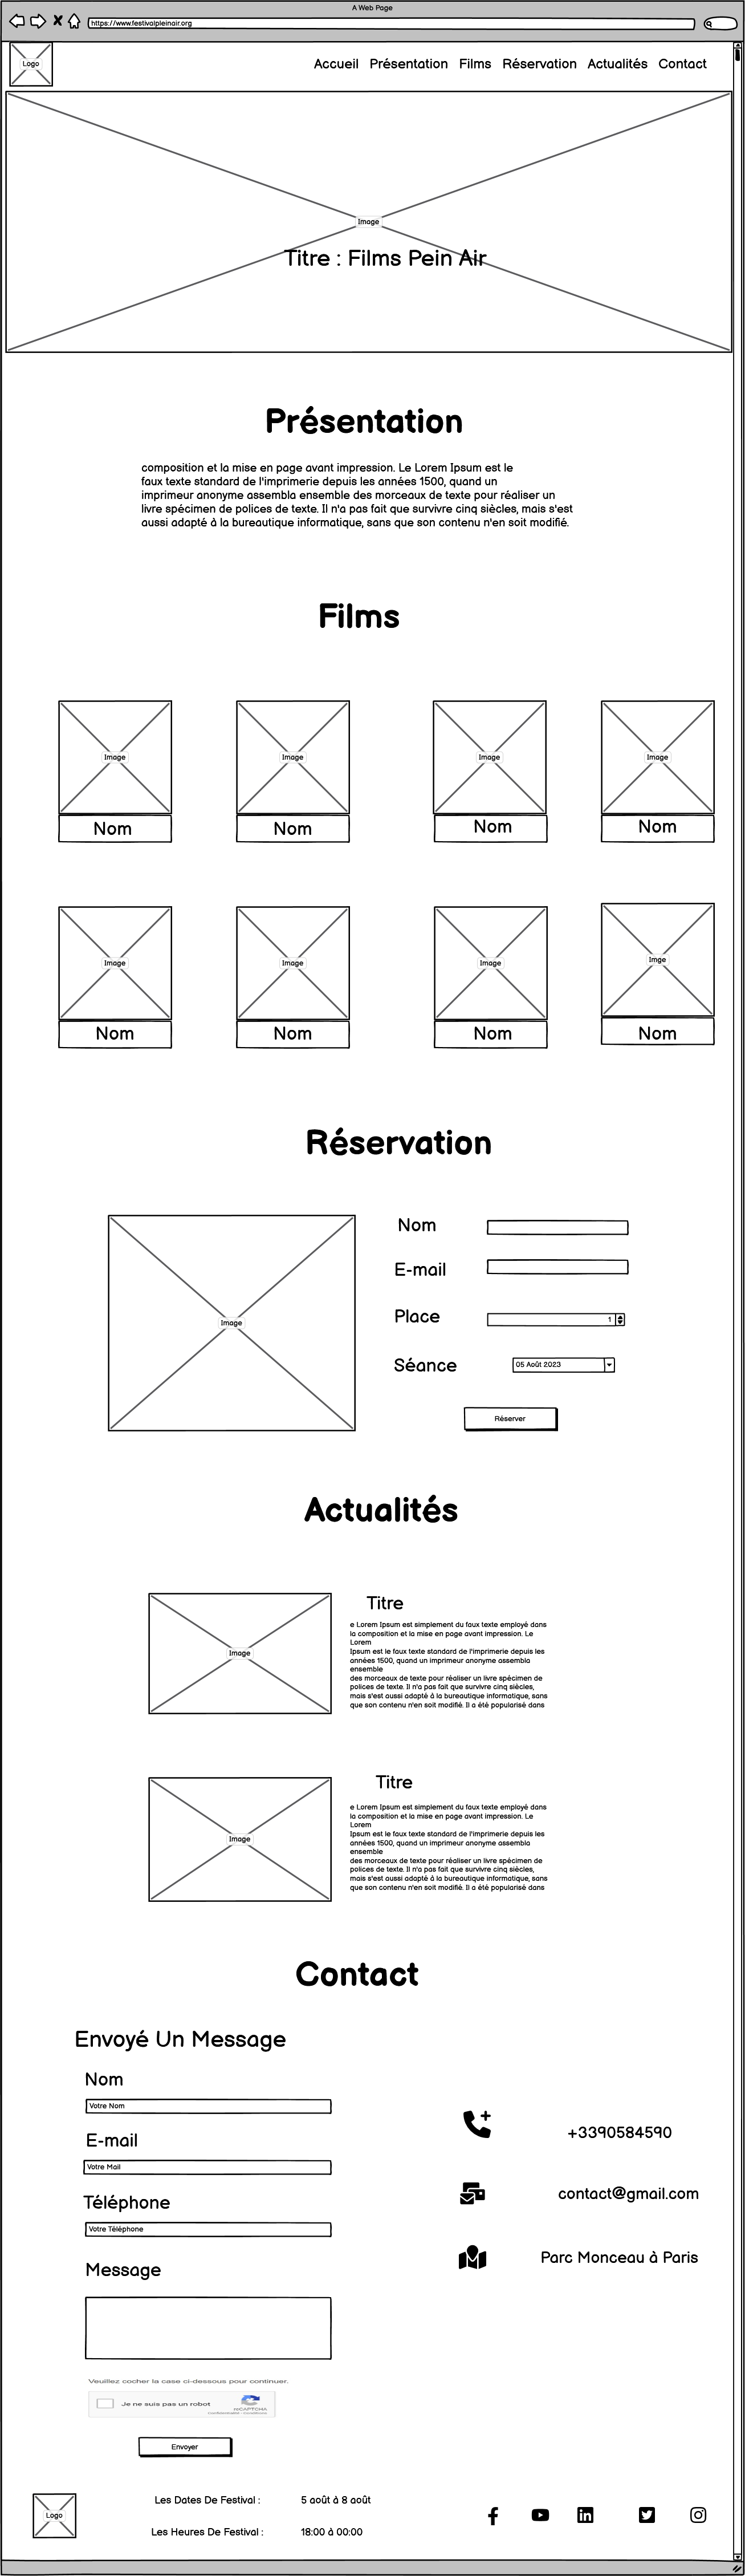 A Web Page
https://www.festivalpleinair.org
Logo
Accueil Présentation Films Réservation Actualités Contact
Image
Titre : Films Pein Air
Présentation
composition et la mise en page avant impression. Le Lorem Ipsum est le
faux texte standard de l'imprimerie depuis les années 1500, quand un
imprimeur anonyme assembla ensemble des morceaux de texte pour réaliser un
livre spécimen de polices de texte. Il n'a pas fait que survivre cinq siècles, mais s'est
aussi adapté à la bureautique informatique, sans que son contenu n'en soit modifié.
Films
Image Image Image Image
Nom Nom Nom Nom
Image Image Image Imge
Nom Nom Nom Nom
Réservation
Image
Nom
E-mail
Place 1
Séance 05 Août 2023
Réserver
Actualités
Image
Titre
e Lorem Ipsum est simplement du faux texte employé dans
la composition et la mise en page avant impression. Le
Lorem
Ipsum est le faux texte standard de l'imprimerie depuis les
années 1500, quand un imprimeur anonyme assembla
ensemble
des morceaux de texte pour réaliser un livre spécimen de
polices de texte. Il n'a pas fait que survivre cinq siècles,
mais s'est aussi adapté à la bureautique informatique, sans
que son contenu n'en soit modifié. Il a été popularisé dans
Image
Titre
e Lorem Ipsum est simplement du faux texte employé dans
la composition et la mise en page avant impression. Le
Lorem
Ipsum est le faux texte standard de l'imprimerie depuis les
années 1500, quand un imprimeur anonyme assembla
ensemble
des morceaux de texte pour réaliser un livre spécimen de
polices de texte. Il n'a pas fait que survivre cinq siècles,
mais s'est aussi adapté à la bureautique informatique, sans
que son contenu n'en soit modifié. Il a été popularisé dans
Contact
Envoyé Un Message
Nom
Votre Nom
E-mail
Votre Mail
Téléphone
Votre Téléphone
Message
+3390584590
contact@gmail.com
Parc Monceau à Paris
Veuillez cocher la case ci-dessous pour continuer.
Je ne suis pas un robot
reCAPTCHA
Confidentialité - Conditions
Envoyer
Logo
Les Dates De Festival : 5 août à 8 août
Les Heures De Festival : 18:00 à 00:00